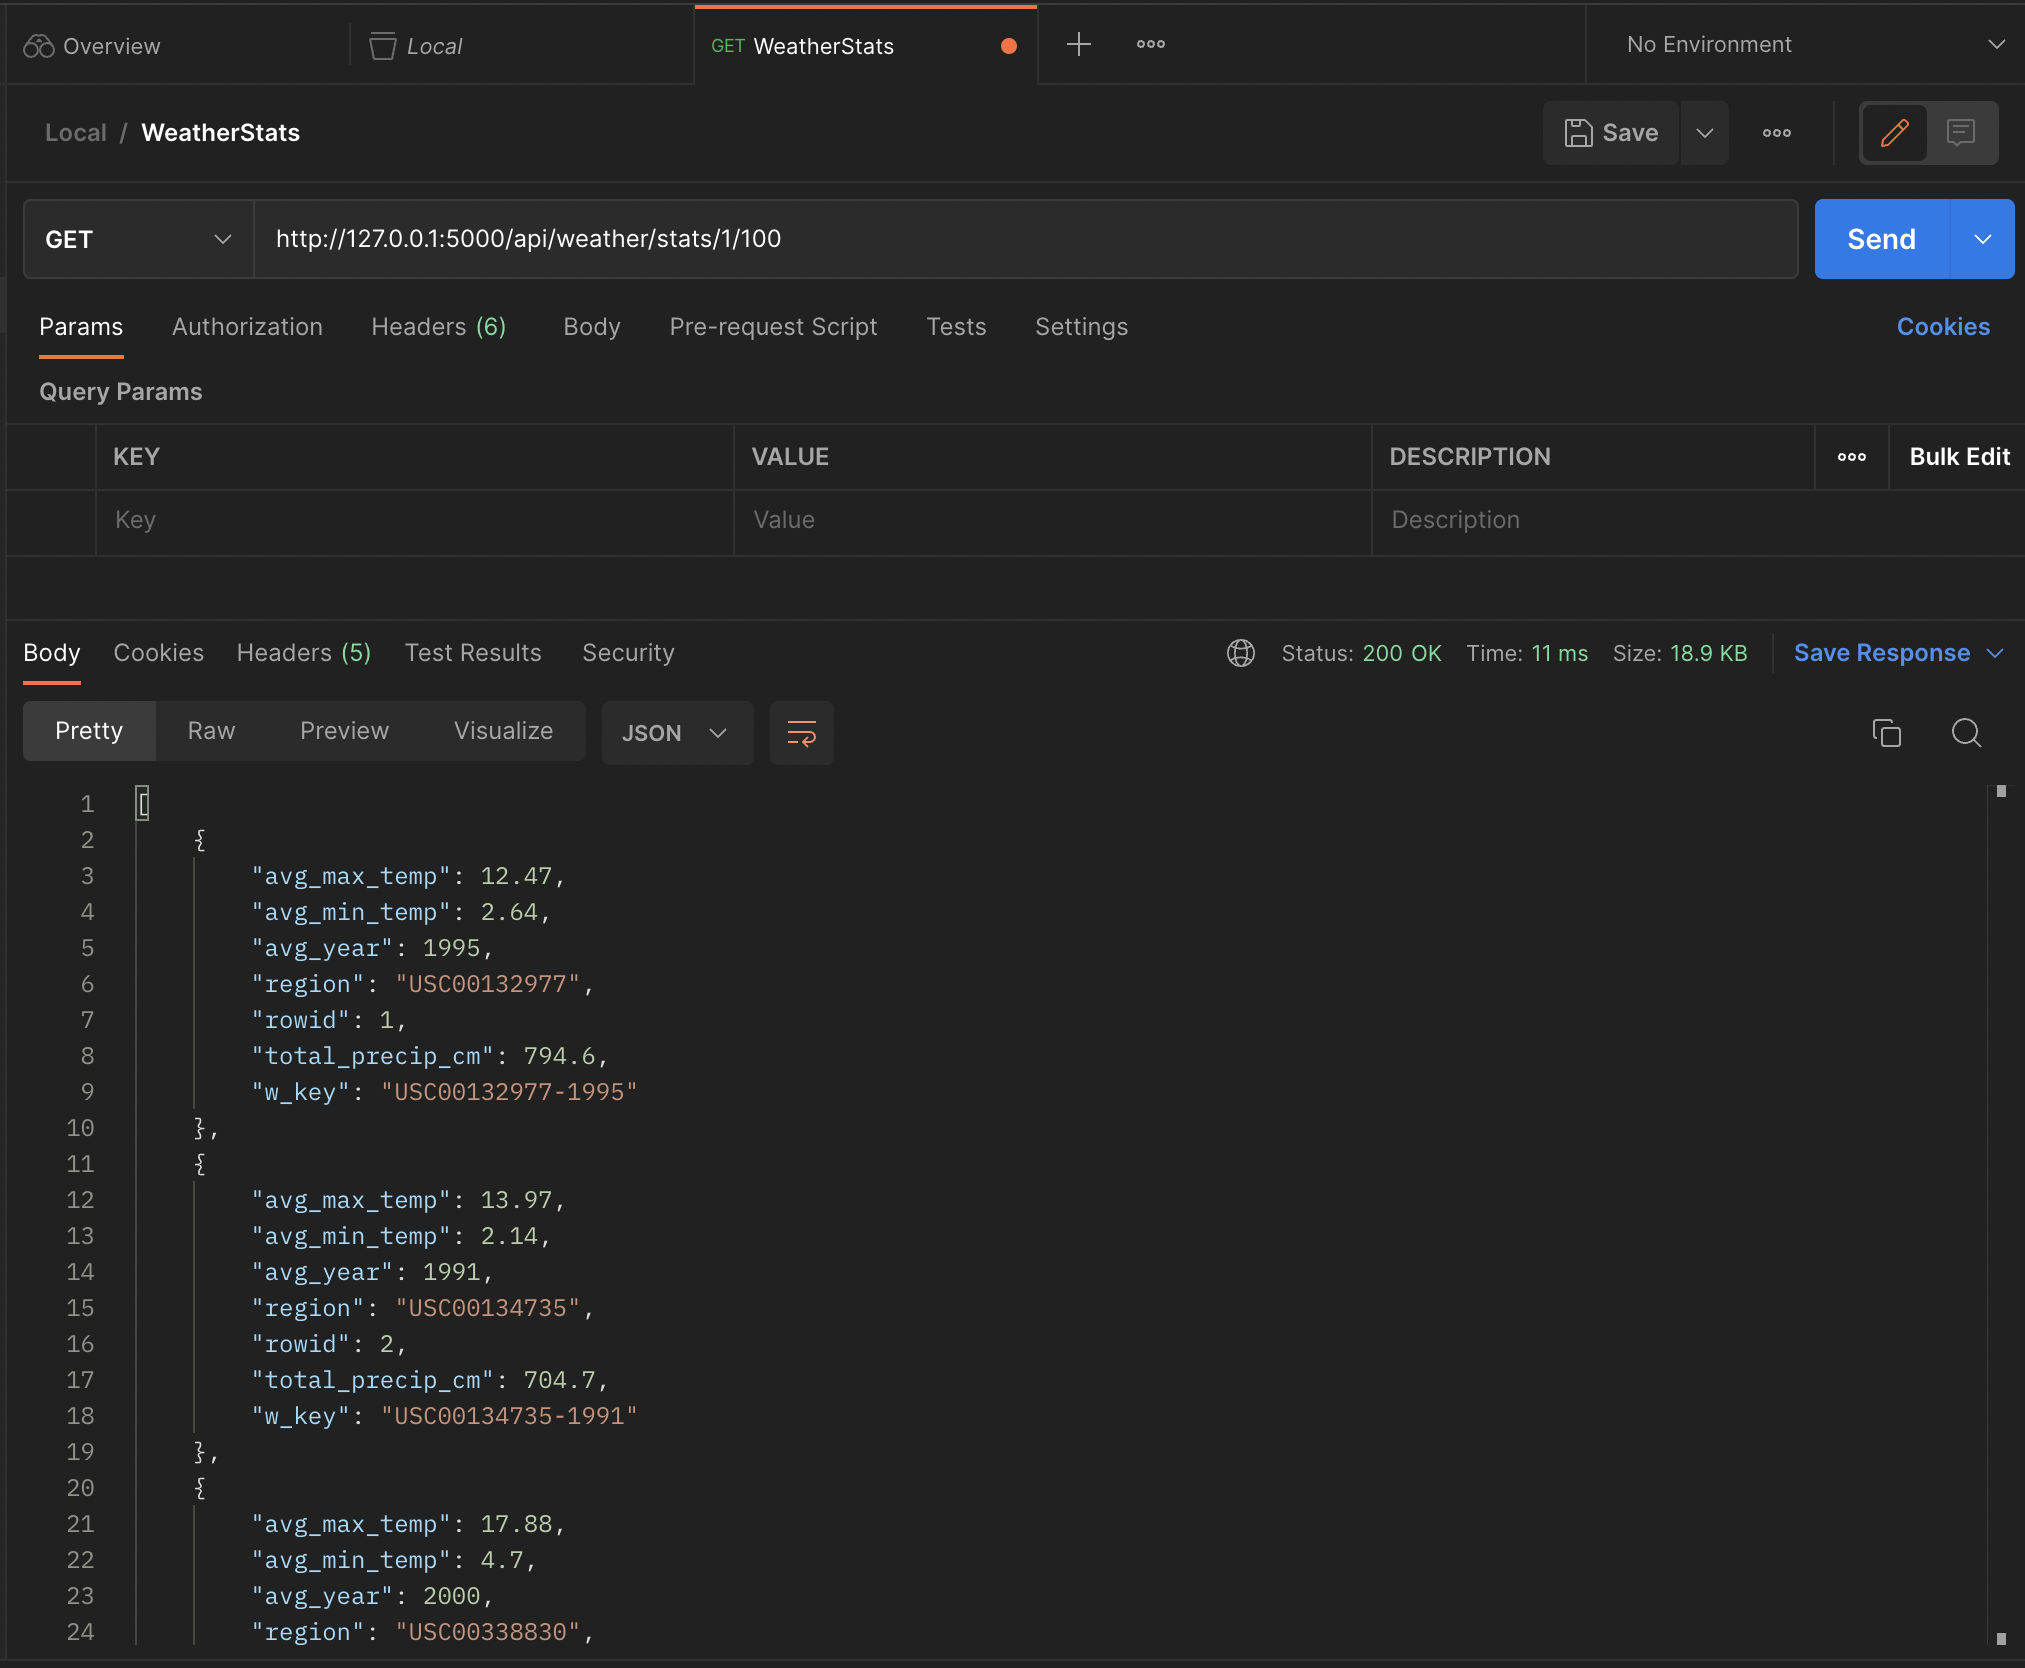 Overview
Local
GET WeatherStats
No Environment
Local / WeatherStats
Save
GET
http://127.0.0.1:5000/api/weather/stats/1/100
Send
Params Authorization Headers (6) Body Pre-request Script Tests Settings Cookies
Query Params
KEY VALUE DESCRIPTION Bulk Edit
Key Value Description
Body Cookies Headers (5) Test Results Security Status: 200 OK Time: 11 ms Size: 18.9 KB Save Response
Pretty Raw Preview Visualize JSON
1 [
2 {
3 "avg_max_temp": 12.47,
4 "avg_min_temp": 2.64,
5 "avg_year": 1995,
6 "region": "USC00132977",
7 "rowid": 1,
8 "total_precip_cm": 794.6,
9 "w_key": "USC00132977-1995"
10 },
11 {
12 "avg_max_temp": 13.97,
13 "avg_min_temp": 2.14,
14 "avg_year": 1991,
15 "region": "USC00134735",
16 "rowid": 2,
17 "total_precip_cm": 704.7,
18 "w_key": "USC00134735-1991"
19 },
20 {
21 "avg_max_temp": 17.88,
22 "avg_min_temp": 4.7,
23 "avg_year": 2000,
24 "region": "USC00338830",